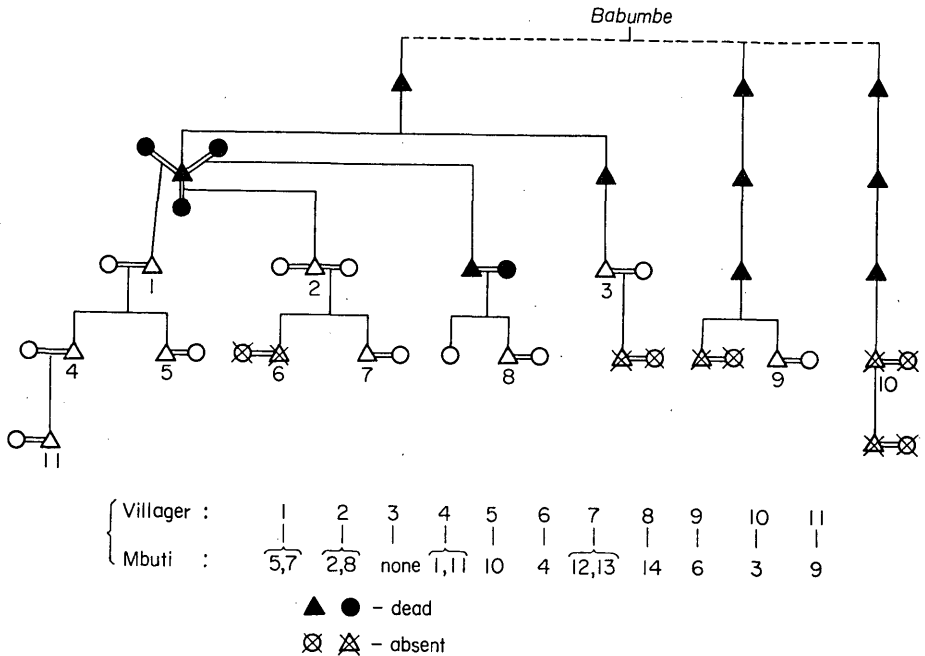 Babumbe
1
2
3
4
5
6
7
8
9
10
11
Villager : 1 2 3 4 5 6 7 8 9 10 11
Mbuti : 5,7 2,8 none 1,11 10 4 12,13 14 6 3 9
– dead
– absent